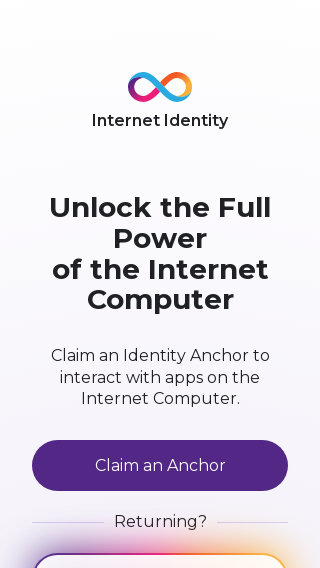 Internet Identity
Unlock the Full
Power
of the Internet
Computer
Claim an Identity Anchor to
interact with apps on the
Internet Computer.
Claim an Anchor
Returning?